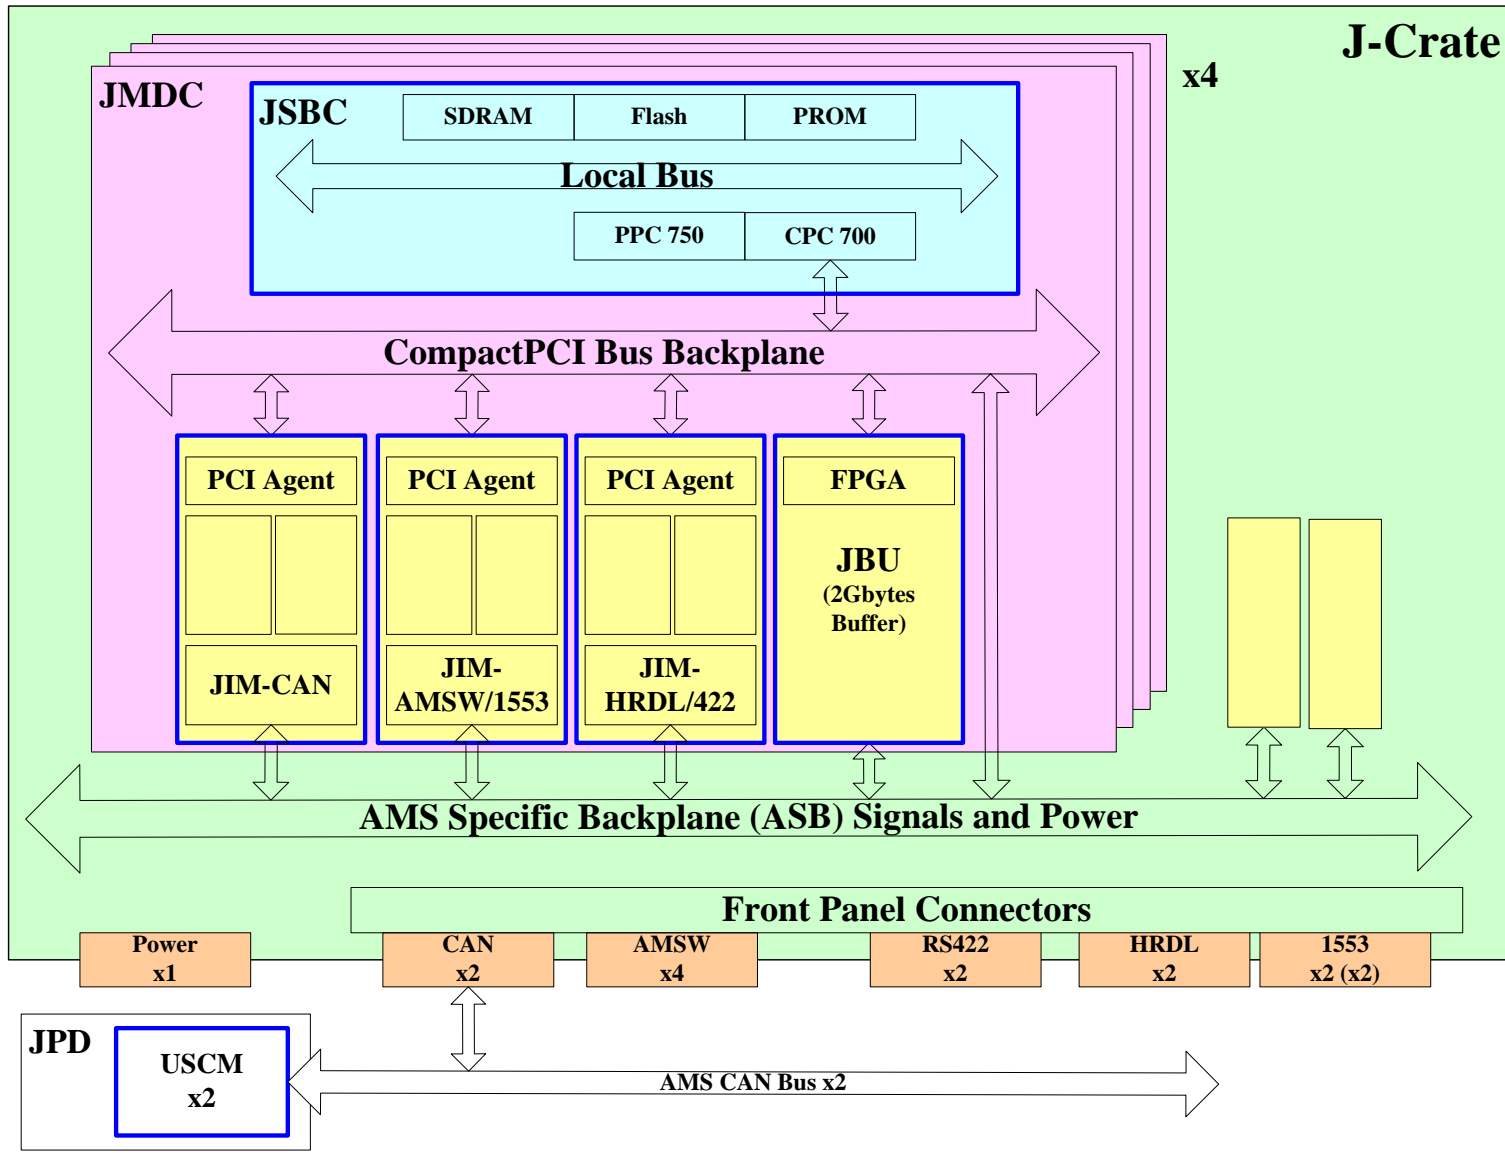 J-Crate
x4
JMDC
JSBC
SDRAM
Flash
PROM
Local Bus
PPC 750
CPC 700
CompactPCI Bus Backplane
PCI Agent
PCI Agent
PCI Agent
FPGA
JBU
(2Gbytes
Buffer)
JIM-CAN
JIM-
AMSW/1553
JIM-
HRDL/422
AMS Specific Backplane (ASB) Signals and Power
Front Panel Connectors
Power
x1
CAN
x2
AMSW
x4
RS422
x2
HRDL
x2
1553
x2 (x2)
JPD
USCM
x2
AMS CAN Bus x2